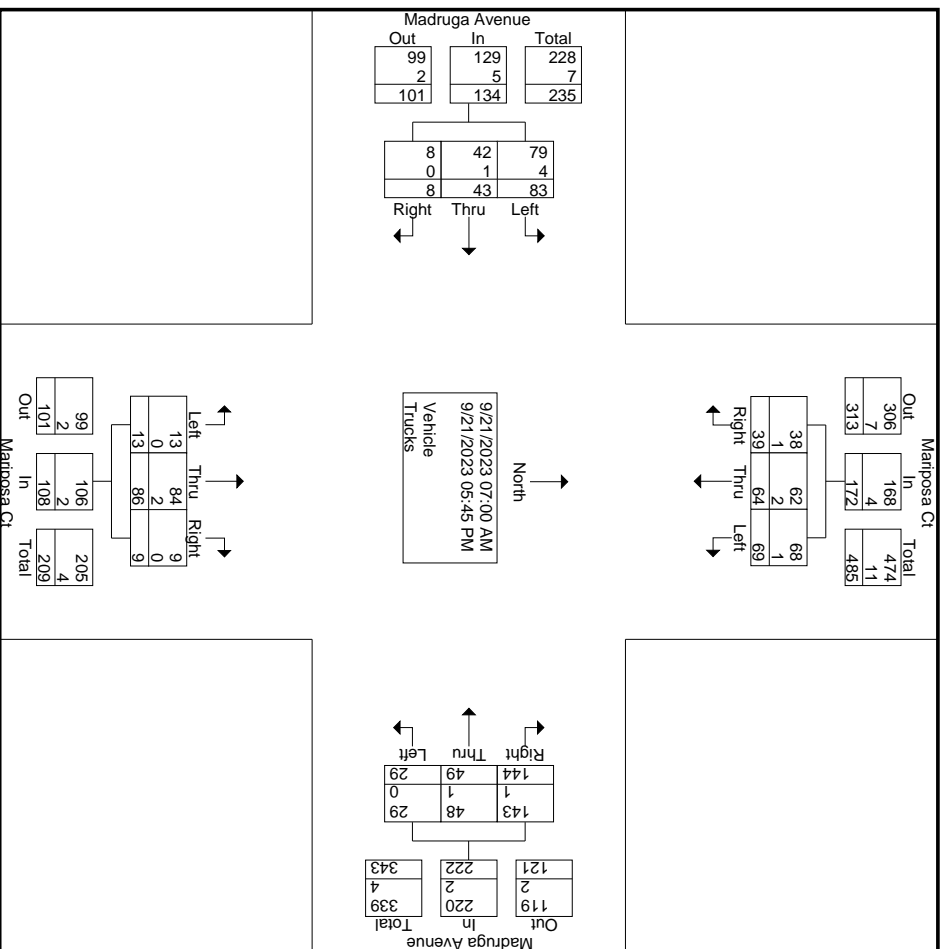 Madruga Avenue
Out In Total
99 129 228
2 5 7
101 134 235
8 42 79
0 1 4
8 43 83
Right Thru Left
Mariposa Ct
Out In Total
306 168 474
7 4 11
313 172 485
38 62 68
1 2 1
39 64 69
Right Thru Left
North
9/21/2023 07:00 AM
9/21/2023 05:45 PM
Vehicle
Trucks
Left Thru Right
13 84 9
0 2 0
13 86 9
99 106 205
2 2 4
101 108 209
Out In Total
Mariposa Ct
Left Thru Right
29 49 144
0 1 1
29 48 143
343 222 121
4 2 2
339 220 119
Total In Out
Madruga Avenue